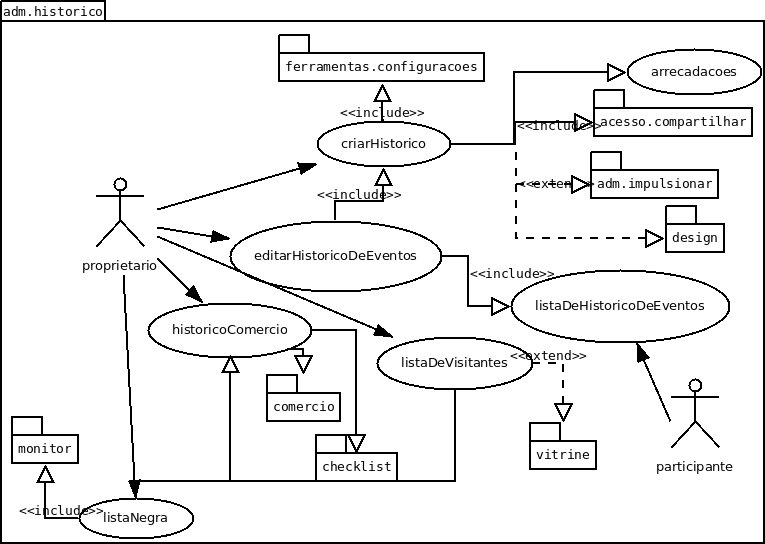 adm.historico
ferramentas.configuracoes
arrecadacoes
<<include>>
<<include>>
acesso.compartilhar
criarHistorico
<<extend>>
adm.impulsionar
<<include>>
design
proprietario
editarHistoricoDeEventos
<<include>>
listaDeHistoricoDeEventos
historicoComercio
listaDeVisitantes
<<extend>>
comercio
monitor
checklist
vitrine
participante
<<include>>
listaNegra